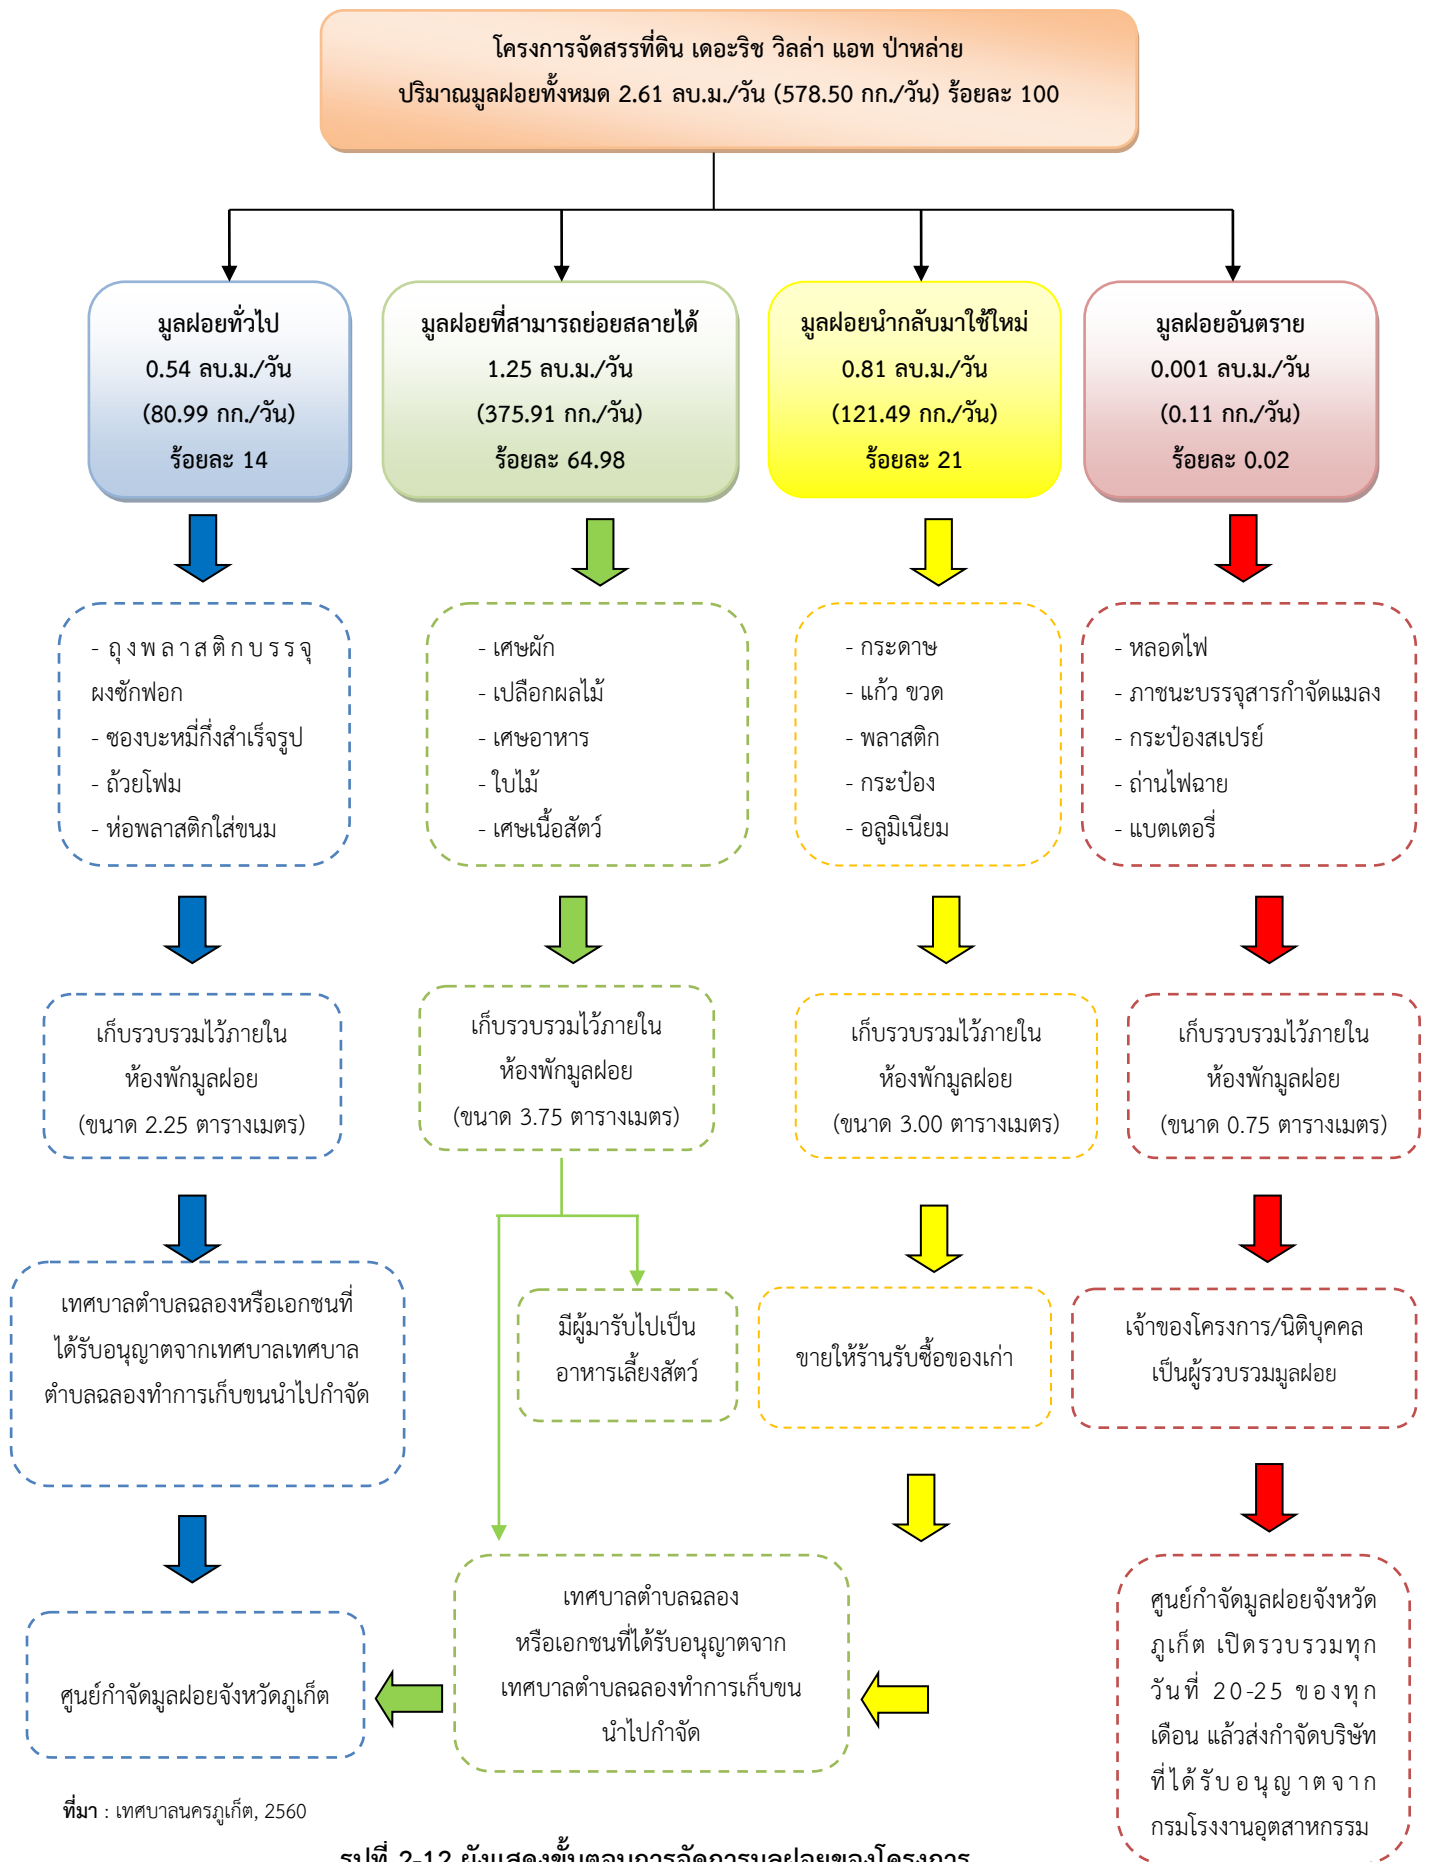 โครงการจัดสรรที่ดิน เดอะริช วิลล่า แอท ป่าหล่าย
ปริมาณมูลฝอยทั้งหมด 2.61 ลบ.ม./วัน (578.50 กก./วัน) ร้อยละ 100
มูลฝอยทั่วไป
0.54 ลบ.ม./วัน
(80.99 กก./วัน)
ร้อยละ 14
มูลฝอยที่สามารถย่อยสลายได้
1.25 ลบ.ม./วัน
(375.91 กก./วัน)
ร้อยละ 64.98
มูลฝอยนำกลับมาใช้ใหม่
0.81 ลบ.ม./วัน
(121.49 กก./วัน)
ร้อยละ 21
มูลฝอยอันตราย
0.001 ลบ.ม./วัน
(0.11 กก./วัน)
ร้อยละ 0.02
- ถุงพลาสติกบรรจุ
ผงซักฟอก
- ซองบะหมี่กึ่งสำเร็จรูป
- ถ้วยโฟม
- ห่อพลาสติกใส่ขนม
- เศษผัก
- เปลือกผลไม้
- เศษอาหาร
- ใบไม้
- เศษเนื้อสัตว์
- กระดาษ
- แก้ว ขวด
- พลาสติก
- กระป๋อง
- อลูมิเนียม
- หลอดไฟ
- ภาชนะบรรจุสารกำจัดแมลง
- กระป๋องสเปรย์
- ถ่านไฟฉาย
- แบตเตอรี่
เก็บรวบรวมไว้ภายใน
ห้องพักมูลฝอย
(ขนาด 2.25 ตารางเมตร)
เก็บรวบรวมไว้ภายใน
ห้องพักมูลฝอย
(ขนาด 3.75 ตารางเมตร)
เก็บรวบรวมไว้ภายใน
ห้องพักมูลฝอย
(ขนาด 3.00 ตารางเมตร)
เก็บรวบรวมไว้ภายใน
ห้องพักมูลฝอย
(ขนาด 0.75 ตารางเมตร)
เทศบาลตำบลฉลองหรือเอกชนที่
ได้รับอนุญาตจากเทศบาลเทศบาล
ตำบลฉลองทำการเก็บขนนำไปกำจัด
มีผู้มารับไปเป็น
อาหารเลี้ยงสัตว์
ขายให้ร้านรับซื้อของเก่า
เจ้าของโครงการ/นิติบุคคล
เป็นผู้รวบรวมมูลฝอย
ศูนย์กำจัดมูลฝอยจังหวัดภูเก็ต
เทศบาลตำบลฉลอง
หรือเอกชนที่ได้รับอนุญาตจาก
เทศบาลตำบลฉลองทำการเก็บขน
นำไปกำจัด
ศูนย์กำจัดมูลฝอยจังหวัด
ภูเก็ต เปิดรวบรวมทุก
วันที่ 20-25 ของทุก
เดือน แล้วส่งกำจัดบริษัท
ที่ได้รับอนุญาตจาก
กรมโรงงานอุตสาหกรรม
ที่มา : เทศบาลนครภูเก็ต, 2560
รูปที่ 2-12 ผังแสดงขั้นตอนการจัดการมูลฝอยของโครงการ